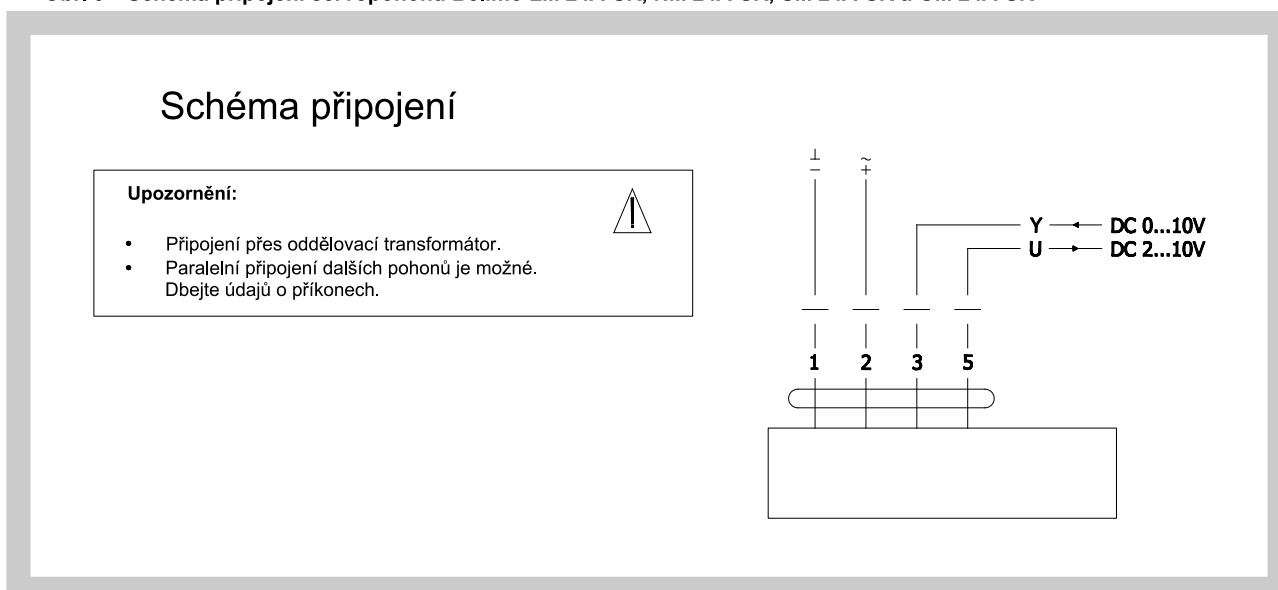 Schéma připojení
Upozornění:
• Připojení přes oddělovací transformátor.
• Paralelní připojení dalších pohonů je možné.
Dbejte údajů o příkonech.
⊥ ~
− +
Y DC 0...10V
U DC 2...10V
1 2 3 5